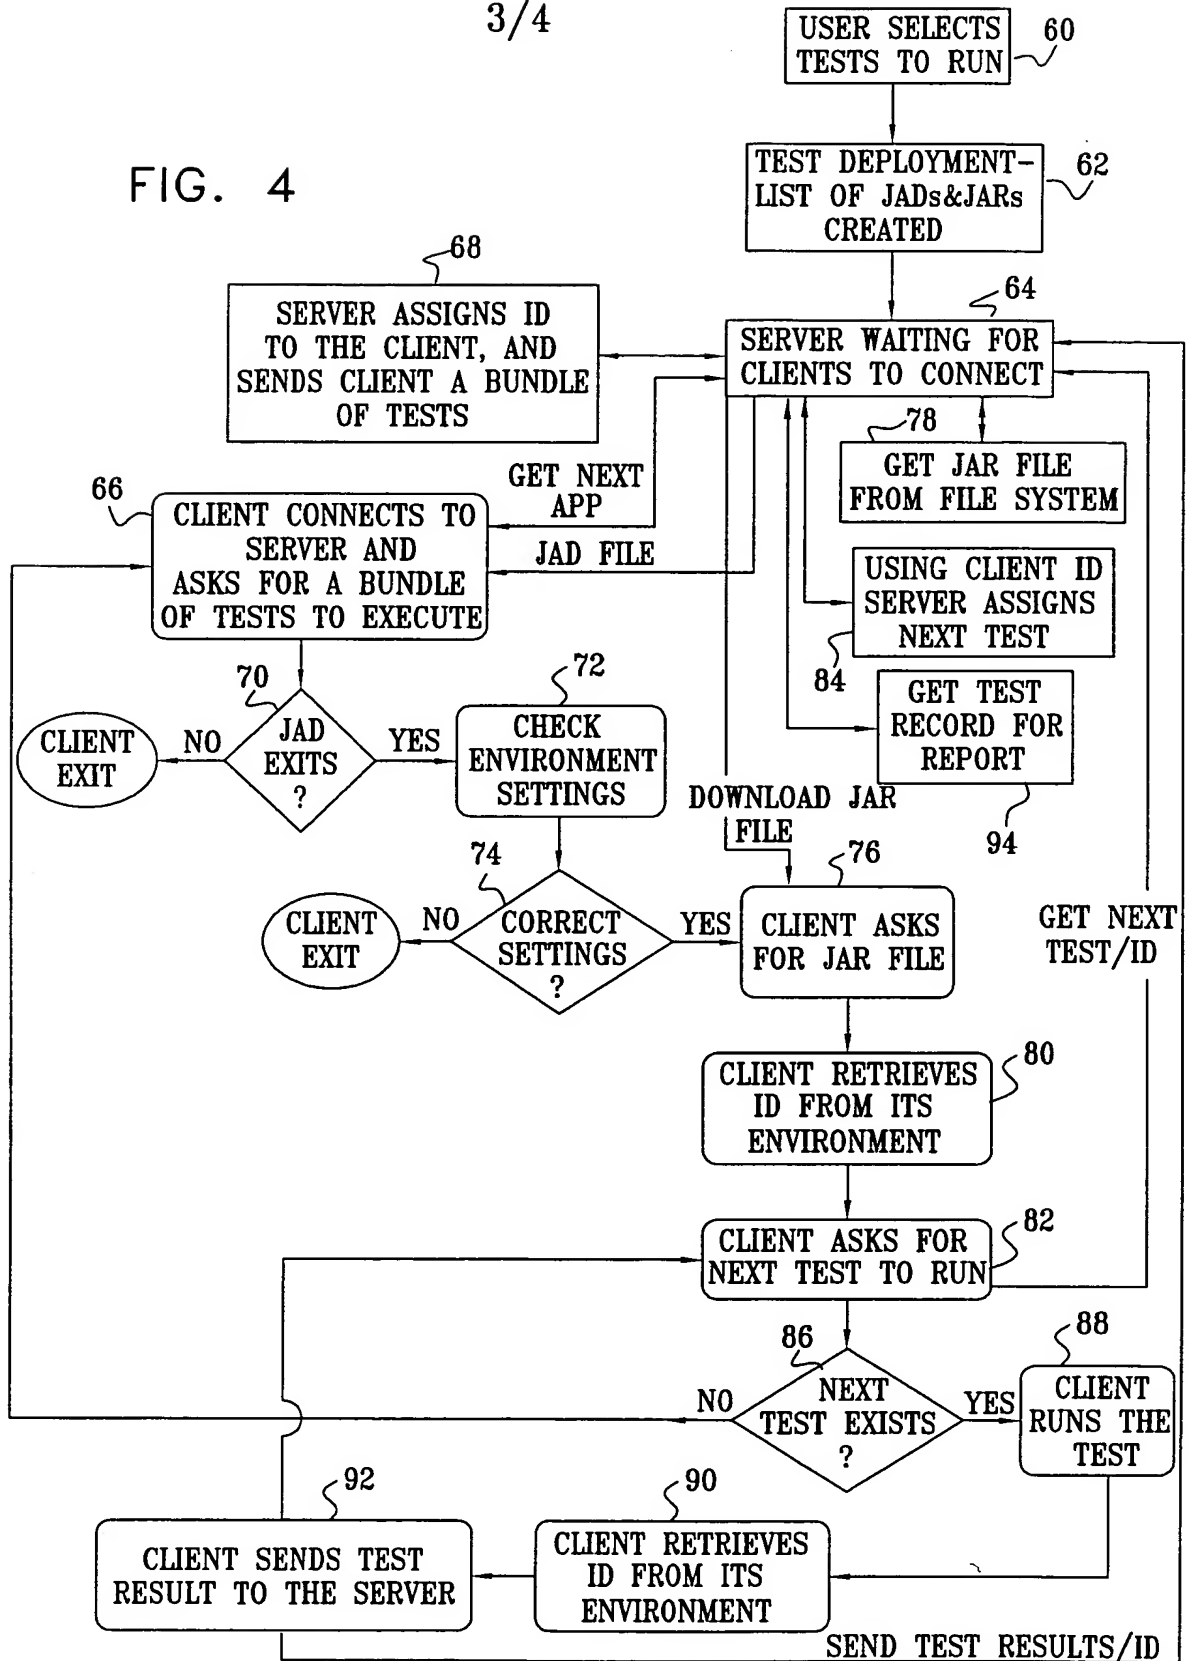 3/4
FIG. 4
USER SELECTS
TESTS TO RUN
60
TEST DEPLOYMENT-
LIST OF JADs&JARs
CREATED
62
68
SERVER ASSIGNS ID
TO THE CLIENT, AND
SENDS CLIENT A BUNDLE
OF TESTS
64
SERVER WAITING FOR
CLIENTS TO CONNECT
78
GET JAR FILE
FROM FILE SYSTEM
GET NEXT
APP
JAD FILE
66
CLIENT CONNECTS TO
SERVER AND
ASKS FOR A BUNDLE
OF TESTS TO EXECUTE
USING CLIENT ID
SERVER ASSIGNS
NEXT TEST
84
GET TEST
RECORD FOR
REPORT
94
70
JAD
EXITS
?
NO
CLIENT
EXIT
YES
72
CHECK
ENVIRONMENT
SETTINGS
DOWNLOAD JAR
FILE
74
CORRECT
SETTINGS
?
NO
CLIENT
EXIT
YES
76
CLIENT ASKS
FOR JAR FILE
GET NEXT
TEST/ID
80
CLIENT RETRIEVES
ID FROM ITS
ENVIRONMENT
82
CLIENT ASKS FOR
NEXT TEST TO RUN
86
NEXT
TEST EXISTS
?
NO
YES
88
CLIENT
RUNS THE
TEST
92
CLIENT SENDS TEST
RESULT TO THE SERVER
90
CLIENT RETRIEVES
ID FROM ITS
ENVIRONMENT
SEND TEST RESULTS/ID